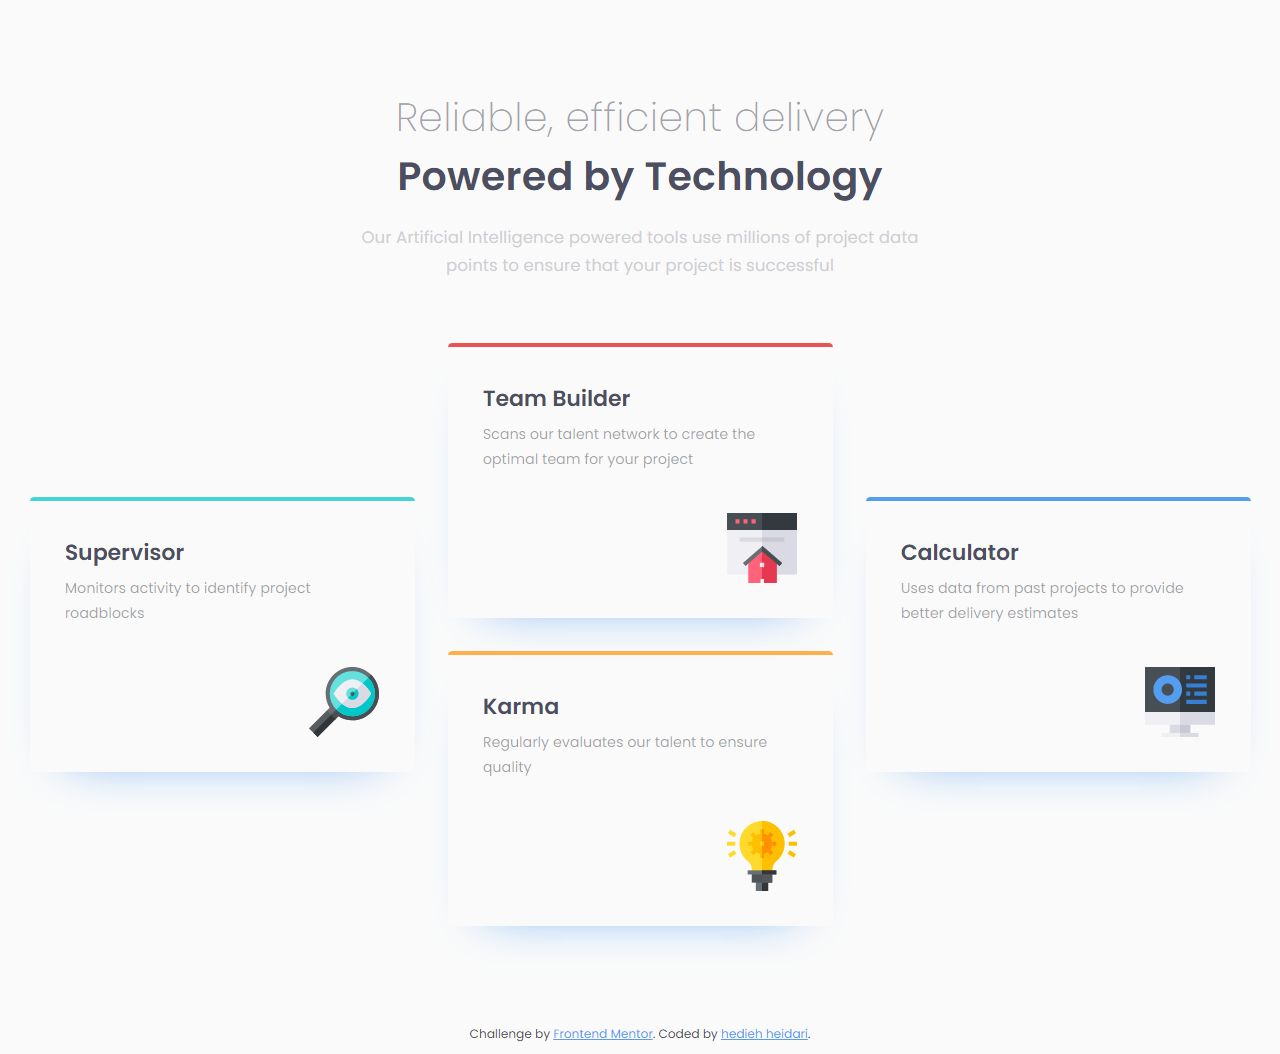 Reliable, efficient delivery
Powered by Technology
Our Artificial Intelligence powered tools use millions of project data
points to ensure that your project is successful
Team Builder
Scans our talent network to create the
optimal team for your project
Supervisor
Monitors activity to identify project
roadblocks
Calculator
Uses data from past projects to provide
better delivery estimates
Karma
Regularly evaluates our talent to ensure
quality
Challenge by Frontend Mentor. Coded by hedieh heidari.